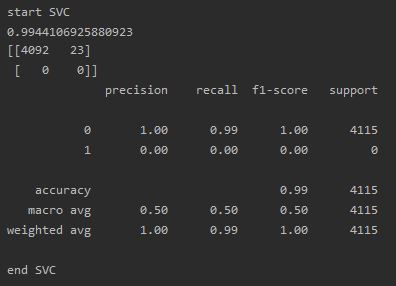 start SVC
0.9944106925880923
[[4092   23]
 [   0    0]]
              precision    recall  f1-score   support

           0       1.00      0.99      1.00      4115
           1       0.00      0.00      0.00         0

    accuracy                           0.99      4115
   macro avg       0.50      0.50      0.50      4115
weighted avg       1.00      0.99      1.00      4115

end SVC